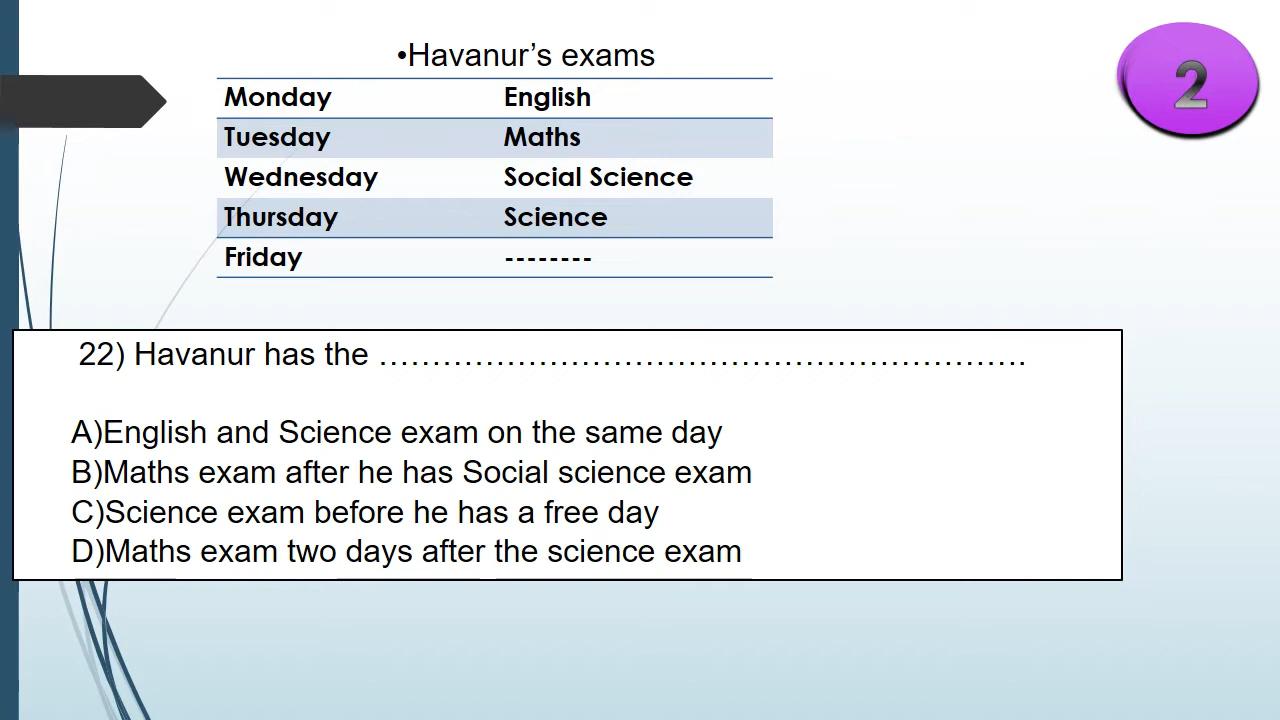 •Havanur's exams
2
Monday English
Tuesday Maths
Wednesday Social Science
Thursday Science
Friday --------
22) Havanur has the ……………………………………………………….
A)English and Science exam on the same day
B)Maths exam after he has Social science exam
C)Science exam before he has a free day
D)Maths exam two days after the science exam